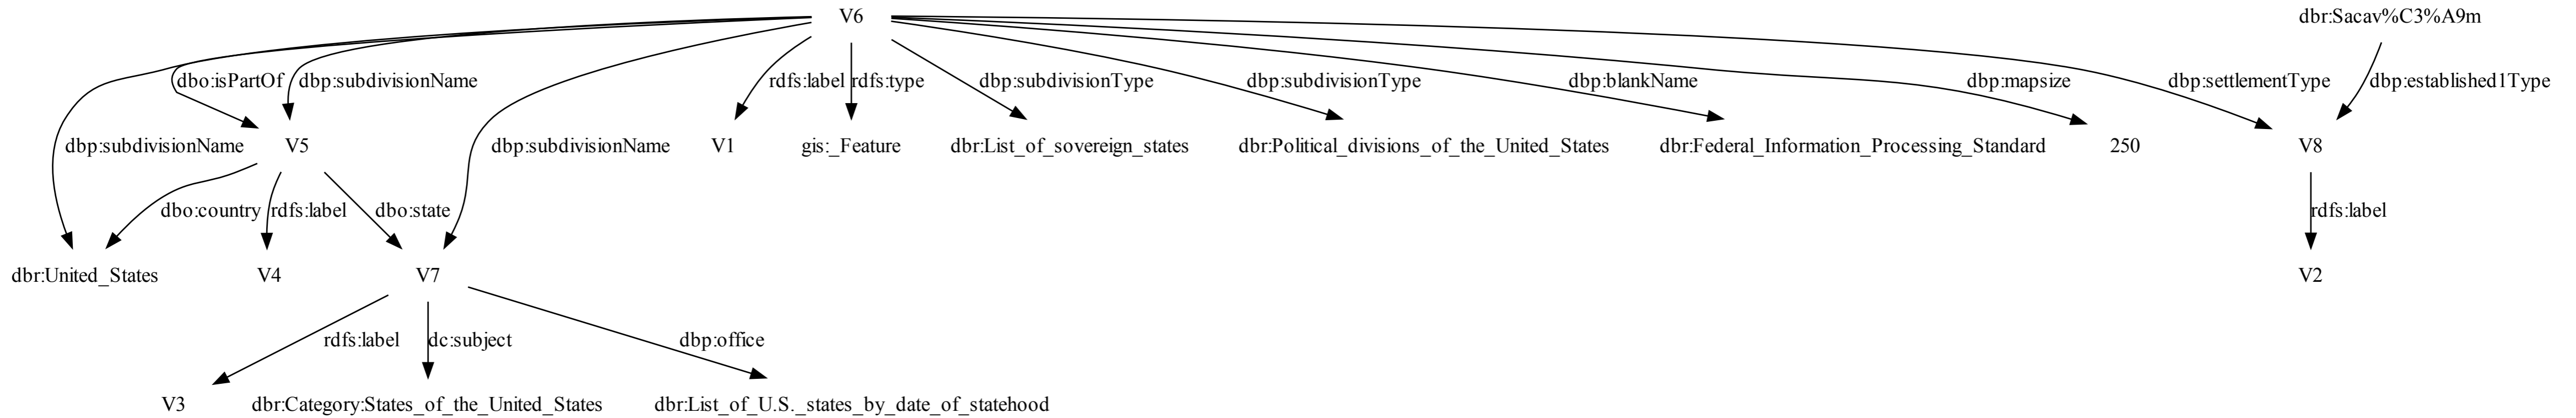 V6 dbr:Sacav%C3%A9m
dbo:isPartOf dbp:subdivisionName rdfs:label rdfs:type dbp:subdivisionType dbp:subdivisionType dbp:blankName dbp:mapsize dbp:settlementType dbp:established1Type
dbp:subdivisionName V5 dbp:subdivisionName V1 gis:_Feature dbr:List_of_sovereign_states dbr:Political_divisions_of_the_United_States dbr:Federal_Information_Processing_Standard 250 V8
dbo:country rdfs:label dbo:state rdfs:label
dbr:United_States V4 V7 V2
rdfs:label dc:subject dbp:office
V3 dbr:Category:States_of_the_United_States dbr:List_of_U.S._states_by_date_of_statehood